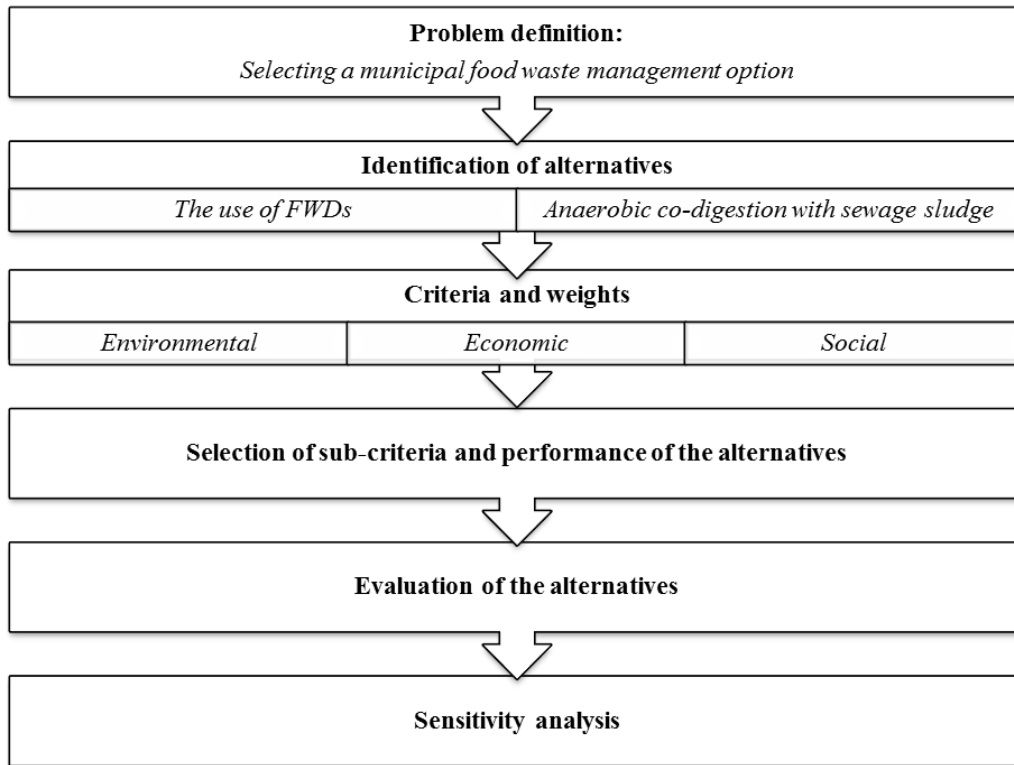 Problem definition:
Selecting a municipal food waste management option
Identification of alternatives
The use of FWDs
Anaerobic co-digestion with sewage sludge
Criteria and weights
Environmental
Economic
Social
Selection of sub-criteria and performance of the alternatives
Evaluation of the alternatives
Sensitivity analysis